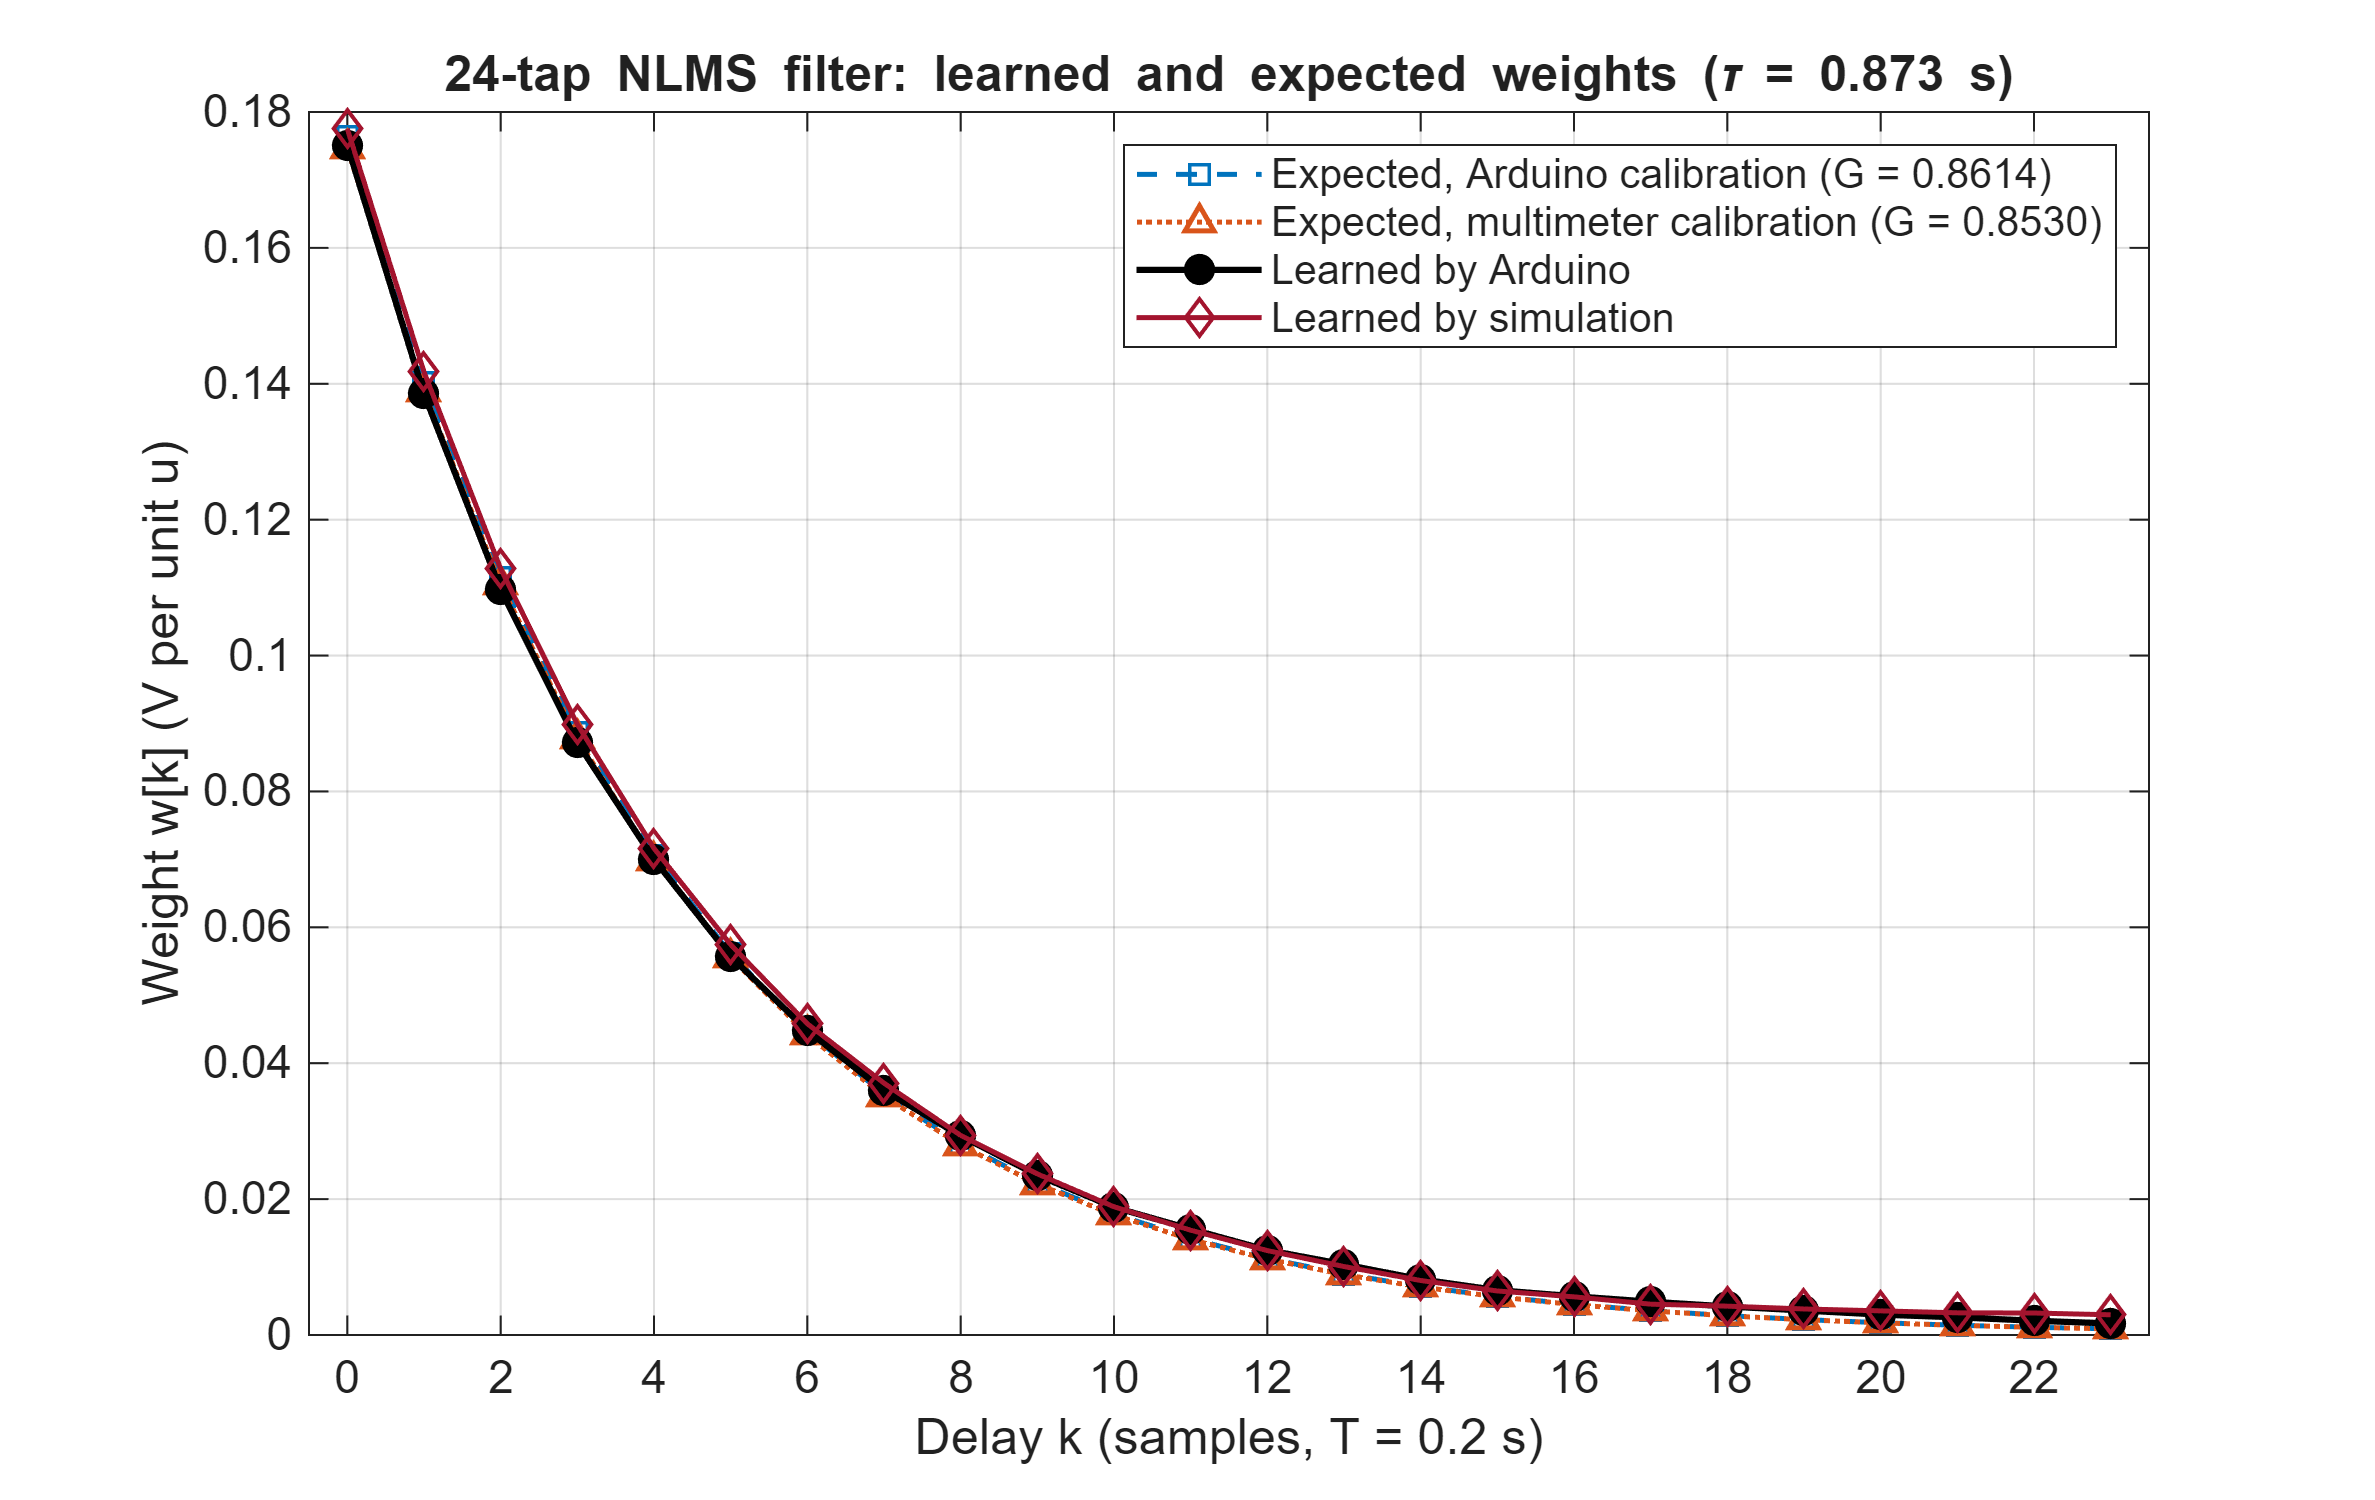 24-tap NLMS filter: learned and expected weights (τ = 0.873 s)
Expected, Arduino calibration (G = 0.8614)
Expected, multimeter calibration (G = 0.8530)
Learned by Arduino
Learned by simulation
Weight w[k] (V per unit u)
0.18
0.16
0.14
0.12
0.1
0.08
0.06
0.04
0.02
0
0 2 4 6 8 10 12 14 16 18 20 22
Delay k (samples, T = 0.2 s)